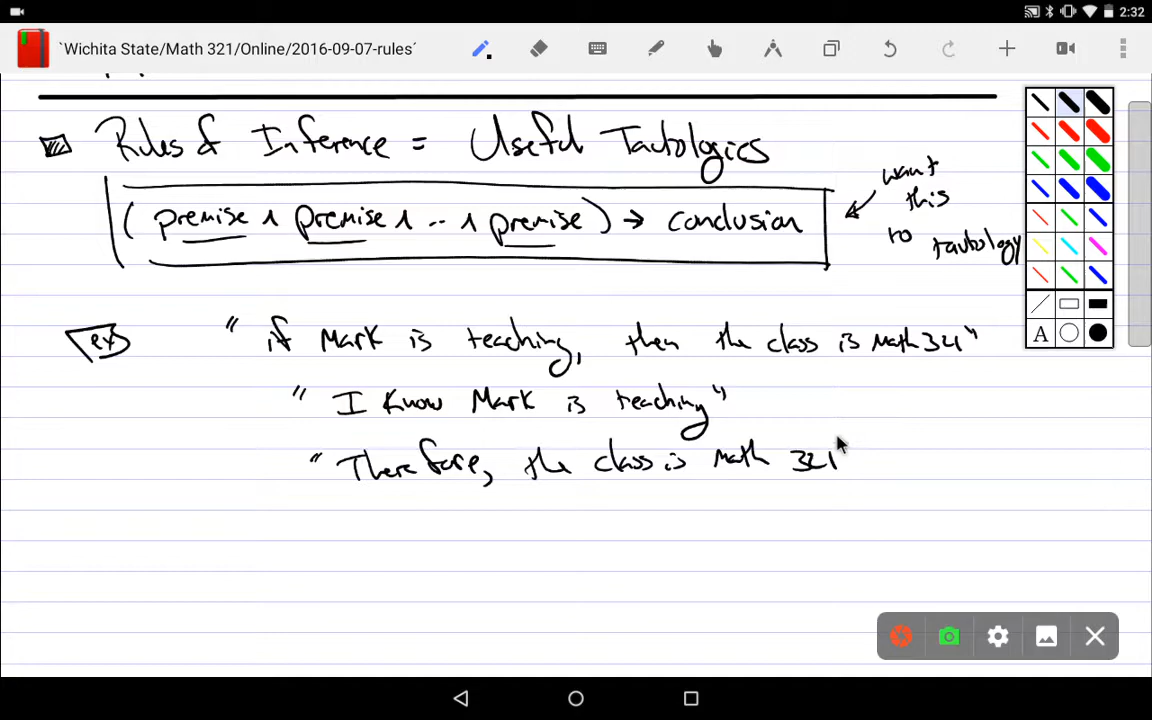 2:32
`Wichita State/Math 321/Online/2016-09-07-rules´
Rules of Inference = Useful Tautologies
(premise ∧ premise ∧ ... ∧ premise) → conclusion
want
this
to tautology
ex "if Mark is teaching, then the class is math 321"
"I know Mark is teaching"
"Therefore, the class is math 321"
A